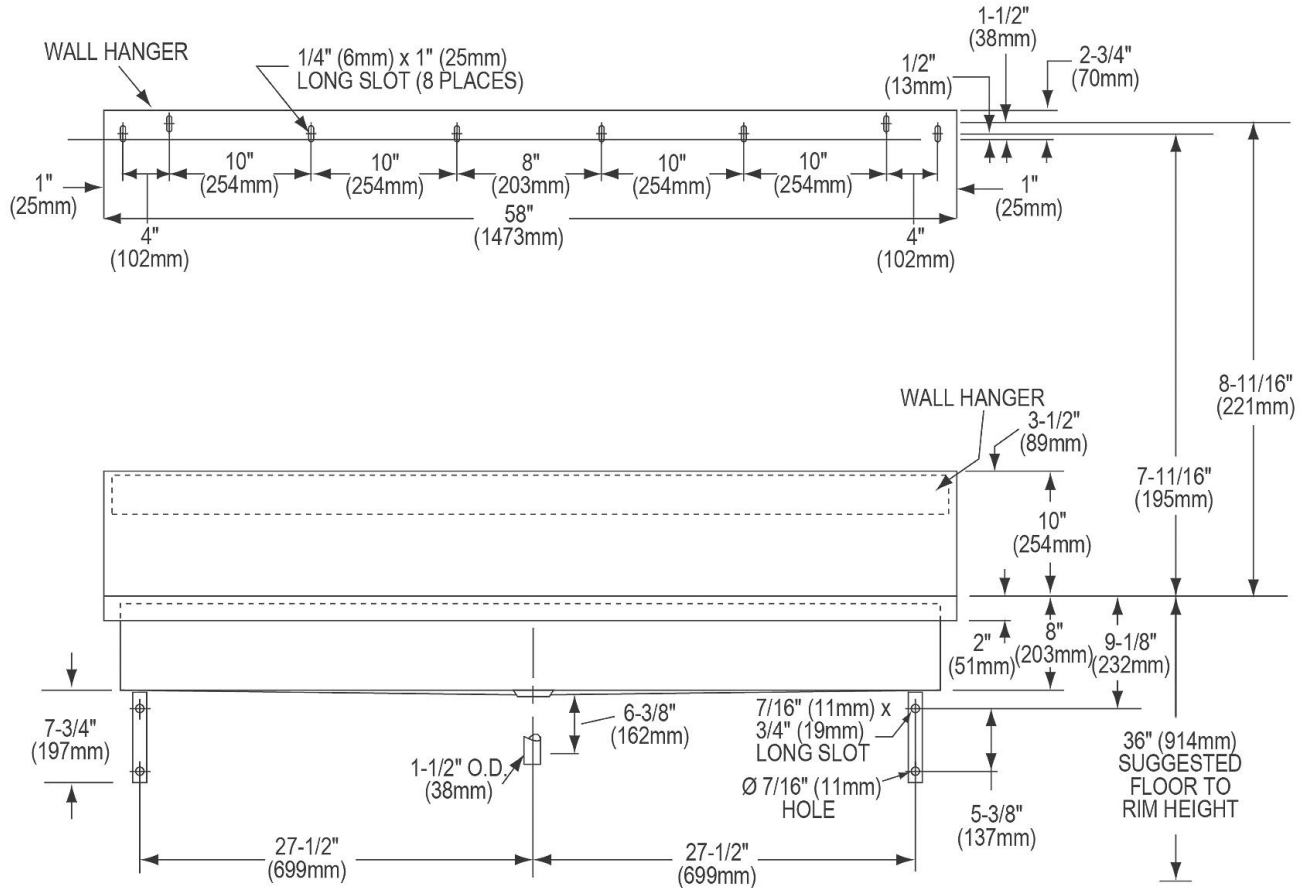 WALL HANGER
1/4" (6mm) x 1" (25mm)
LONG SLOT (8 PLACES)
1-1/2"
(38mm)
1/2"
(13mm)
2-3/4"
(70mm)
10"
(254mm)
10"
(254mm)
8"
(203mm)
10"
(254mm)
10"
(254mm)
1"
(25mm)
1"
(25mm)
58"
(1473mm)
4"
(102mm)
4"
(102mm)
8-11/16"
(221mm)
WALL HANGER
3-1/2"
(89mm)
7-11/16"
(195mm)
10"
(254mm)
2"
(51mm)
8"
(203mm)
9-1/8"
(232mm)
7-3/4"
(197mm)
6-3/8"
(162mm)
7/16" (11mm) x
3/4" (19mm)
LONG SLOT
1-1/2" O.D.
(38mm)
Ø 7/16" (11mm)
HOLE
36" (914mm)
SUGGESTED
FLOOR TO
RIM HEIGHT
5-3/8"
(137mm)
27-1/2"
(699mm)
27-1/2"
(699mm)